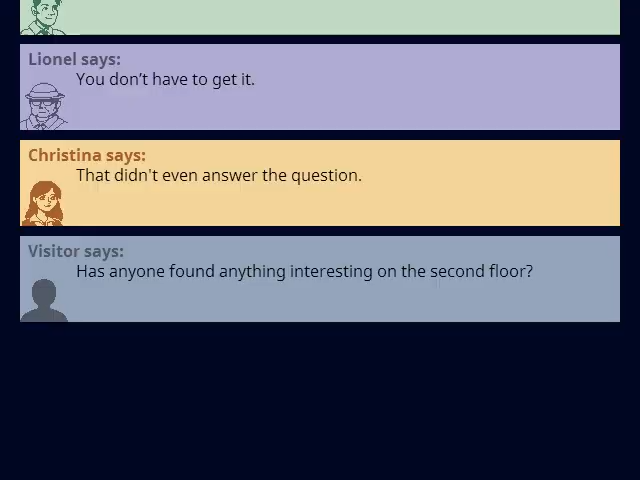 Lionel says:
You don’t have to get it.
Christina says:
That didn't even answer the question.
Visitor says:
Has anyone found anything interesting on the second floor?